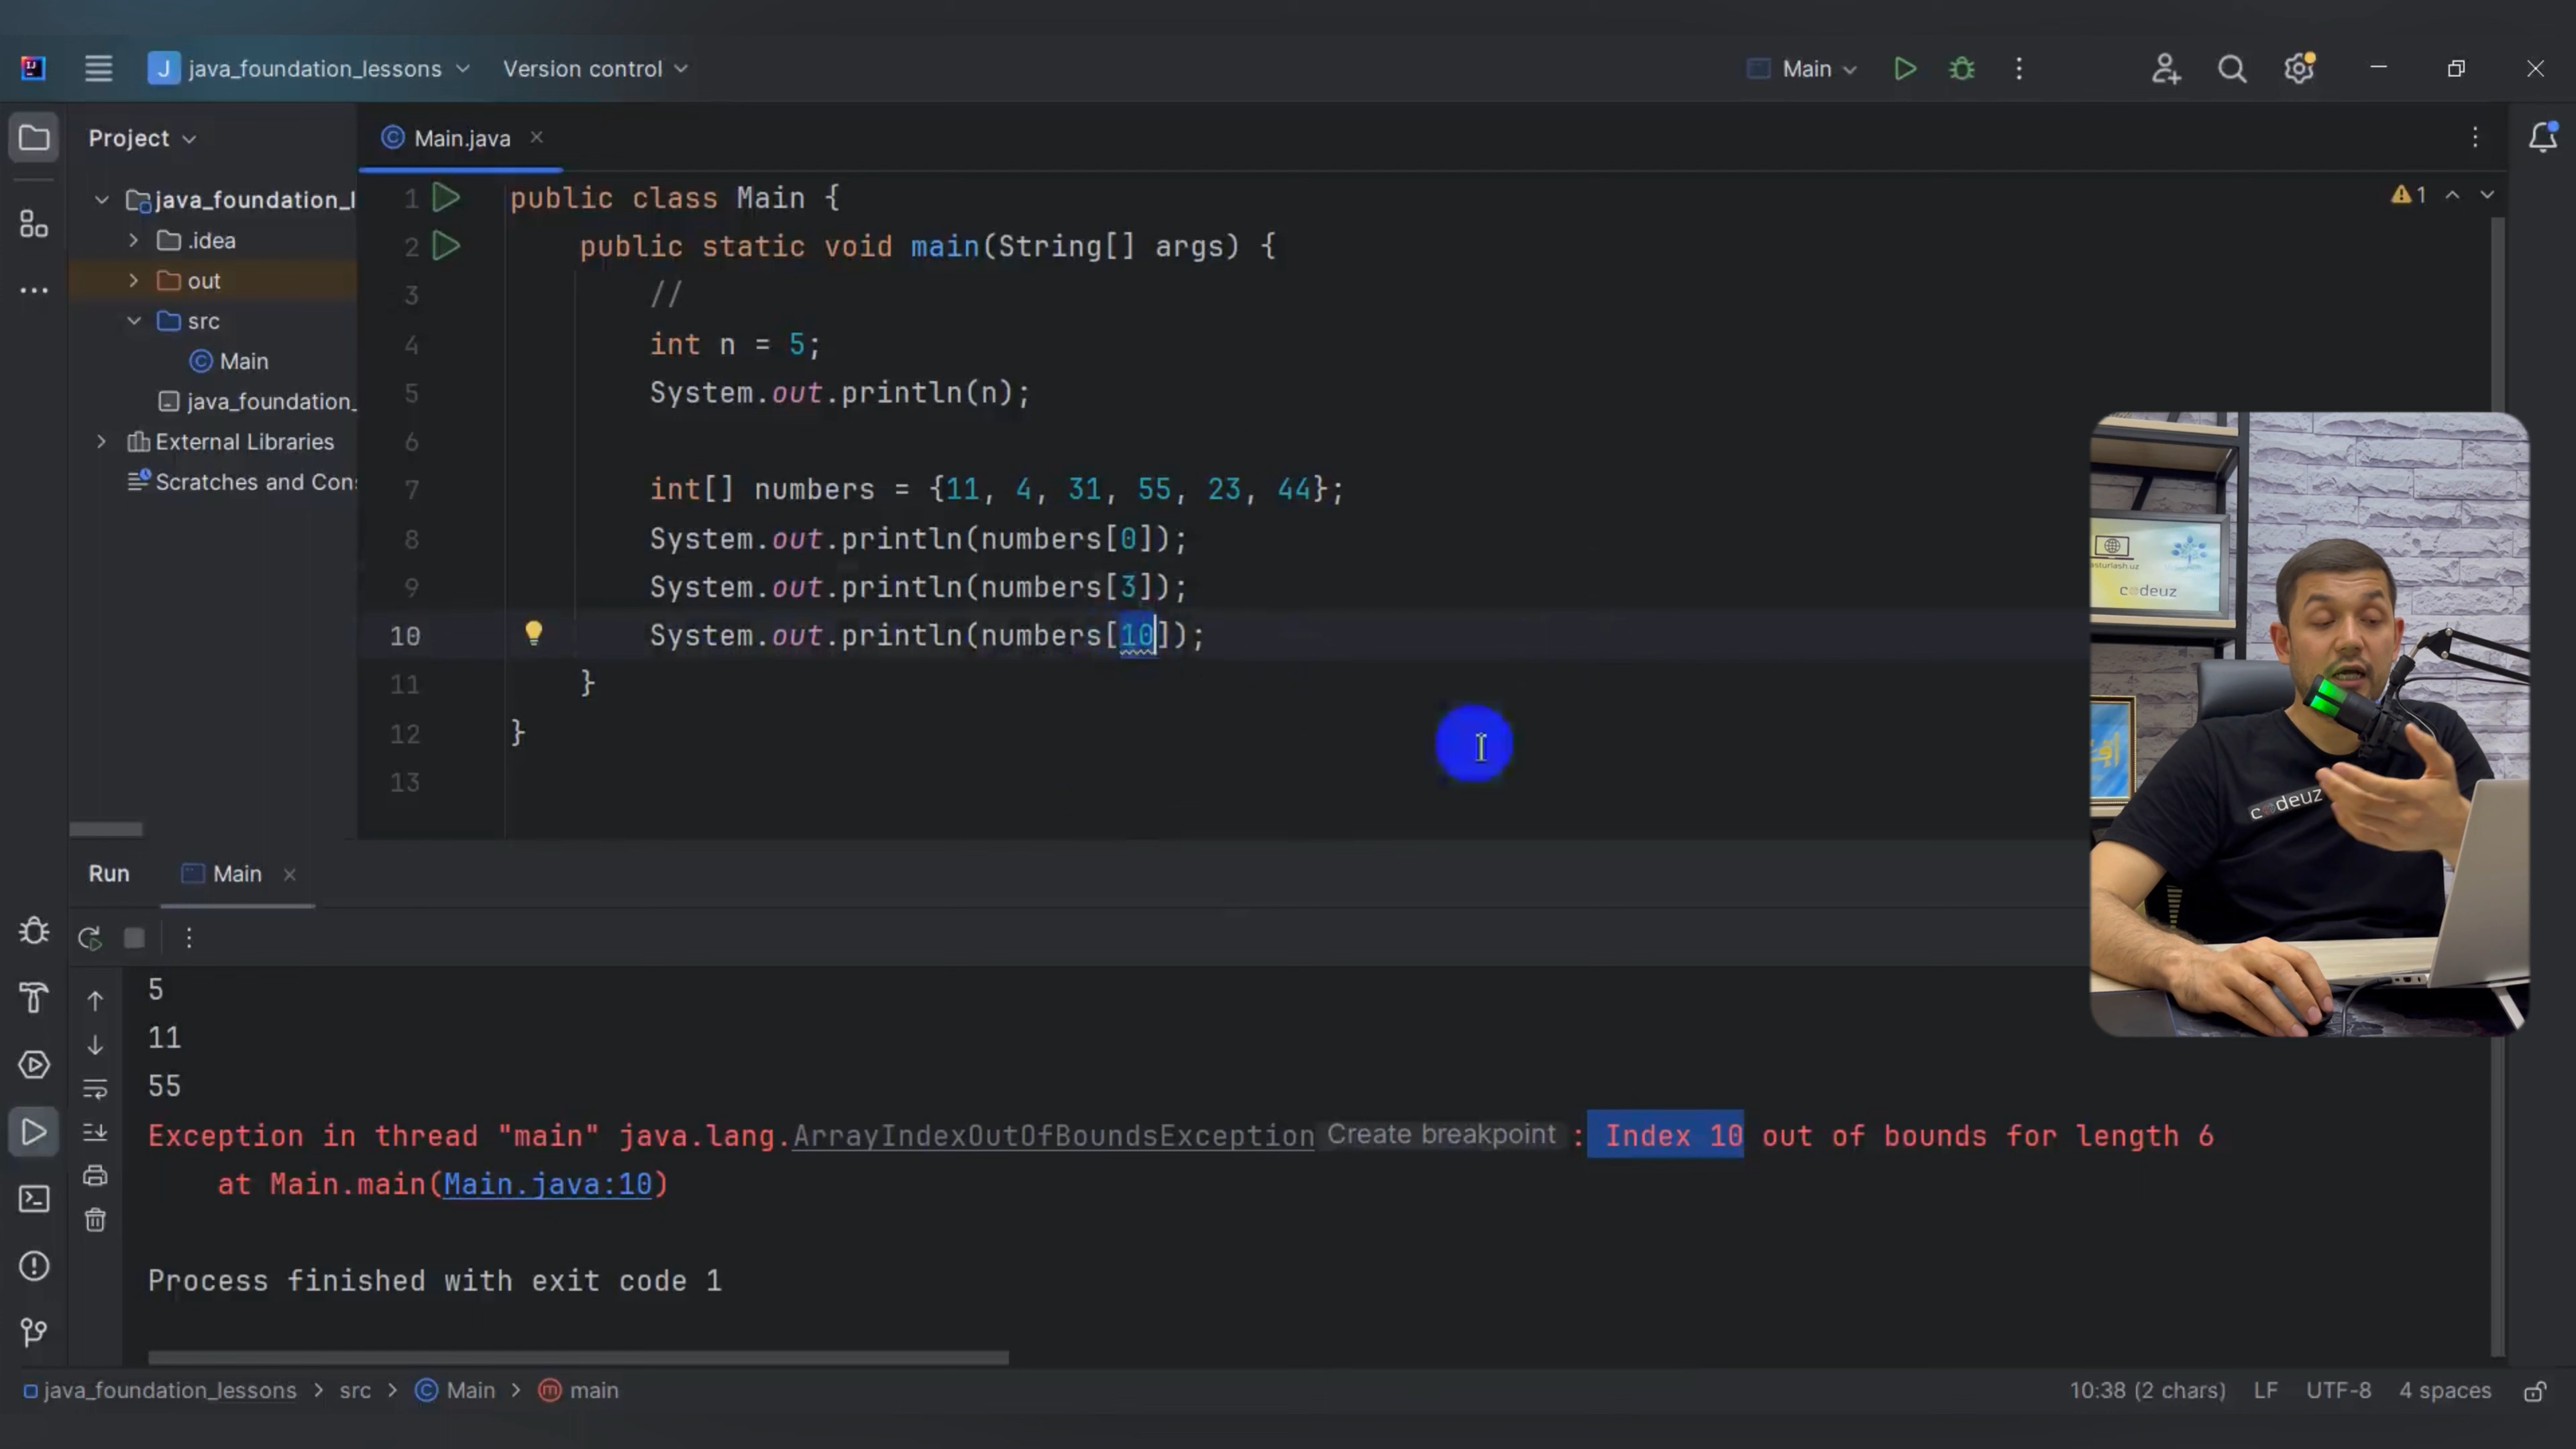 java_foundation_lessons
Version control
Main
Project
Main.java
java_foundation_l
.idea
out
src
Main
java_foundation_
External Libraries
Scratches and Con
1 public class Main {
2 public static void main(String[] args) {
3 //
4 int n = 5;
5 System.out.println(n);
6
7 int[] numbers = {11, 4, 31, 55, 23, 44};
8 System.out.println(numbers[0]);
9 System.out.println(numbers[3]);
10 System.out.println(numbers[10]);
11 }
12 }
13
1
codeuz
codeuz
Run
Main
5
11
55
Exception in thread "main" java.lang.ArrayIndexOutOfBoundsException Create breakpoint : Index 10 out of bounds for length 6
at Main.main(Main.java:10)
Process finished with exit code 1
java_foundation_lessons > src > Main > main
10:38 (2 chars) LF UTF-8 4 spaces